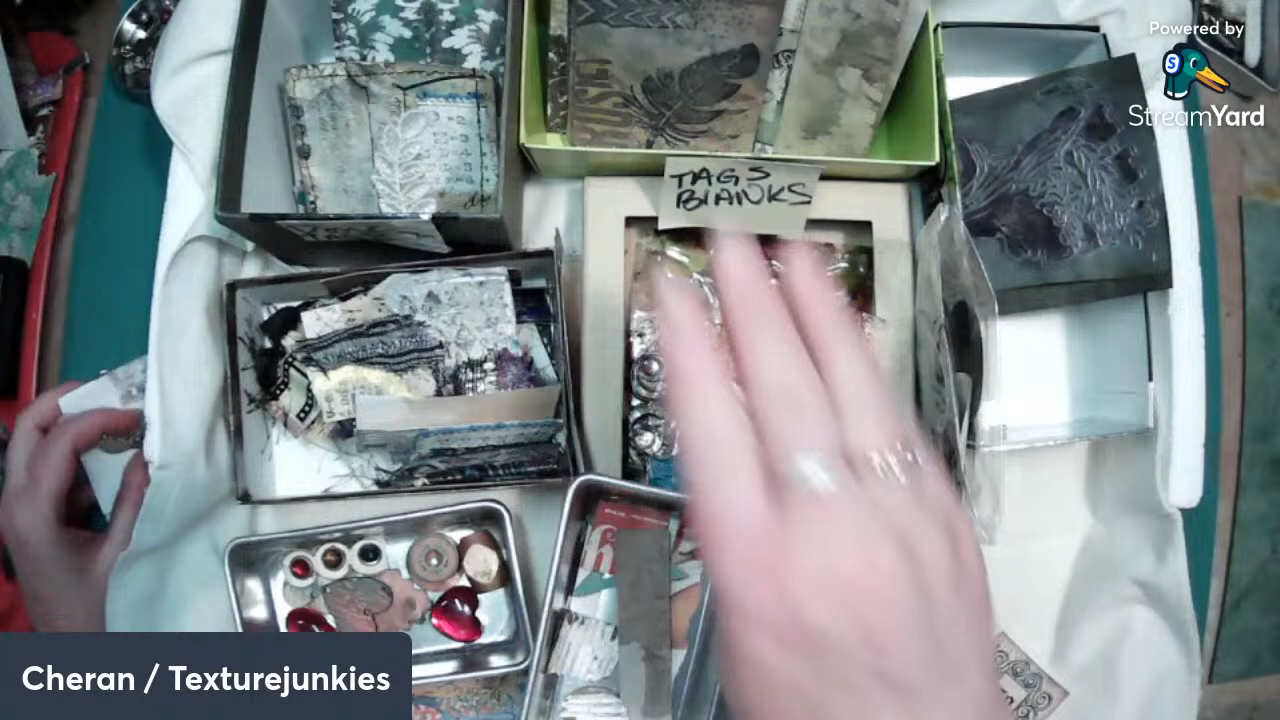 Powered by
S
StreamYard
TAGS
BLANKS
Cheran / Texturejunkies